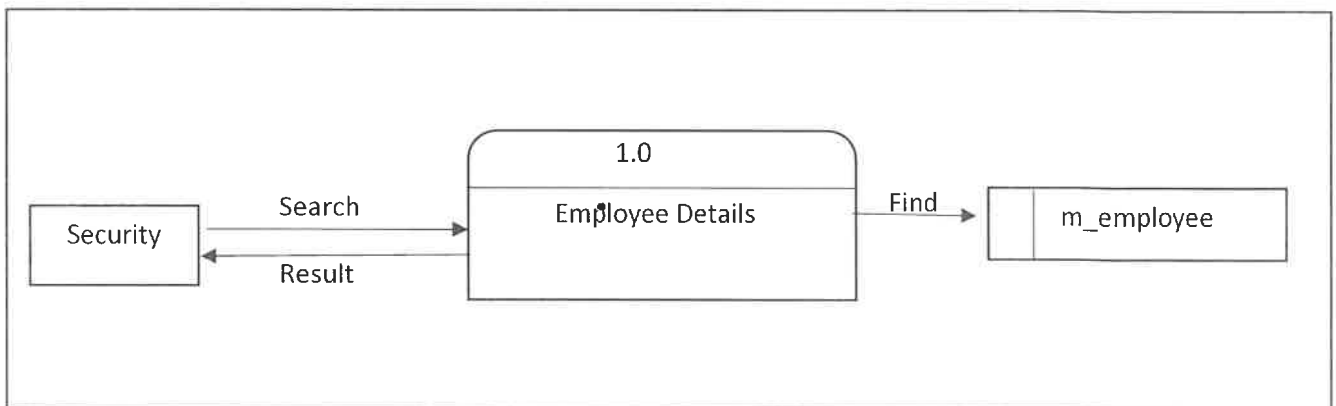 1.0
Search
Employee Details
Find
Security
m_employee
Result